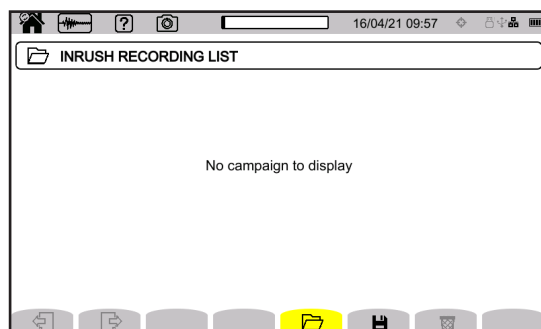 ?
16/04/21 09:57
INRUSH RECORDING LIST
No campaign to display